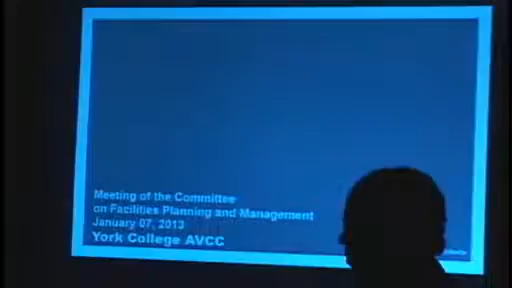 Meeting of the Committee
on Facilities Planning and Management
January 07, 2013
York College AVCC